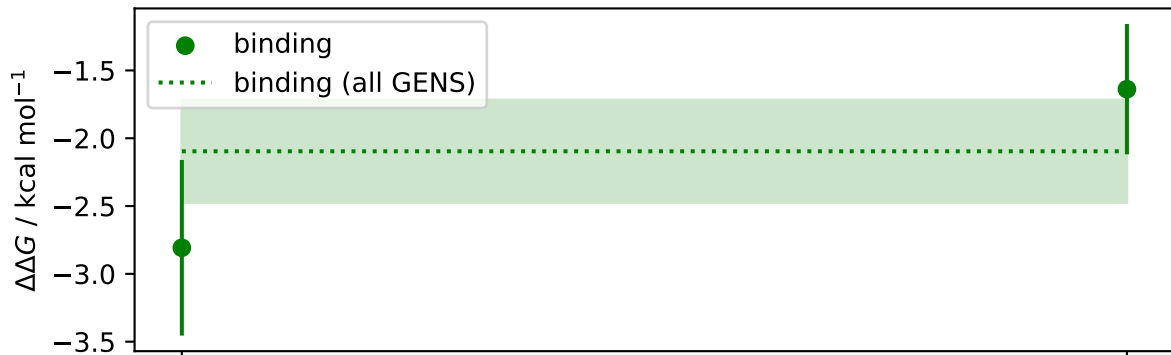 binding
binding (all GENS)
ΔΔG / kcal mol⁻¹
−1.5
−2.0
−2.5
−3.0
−3.5